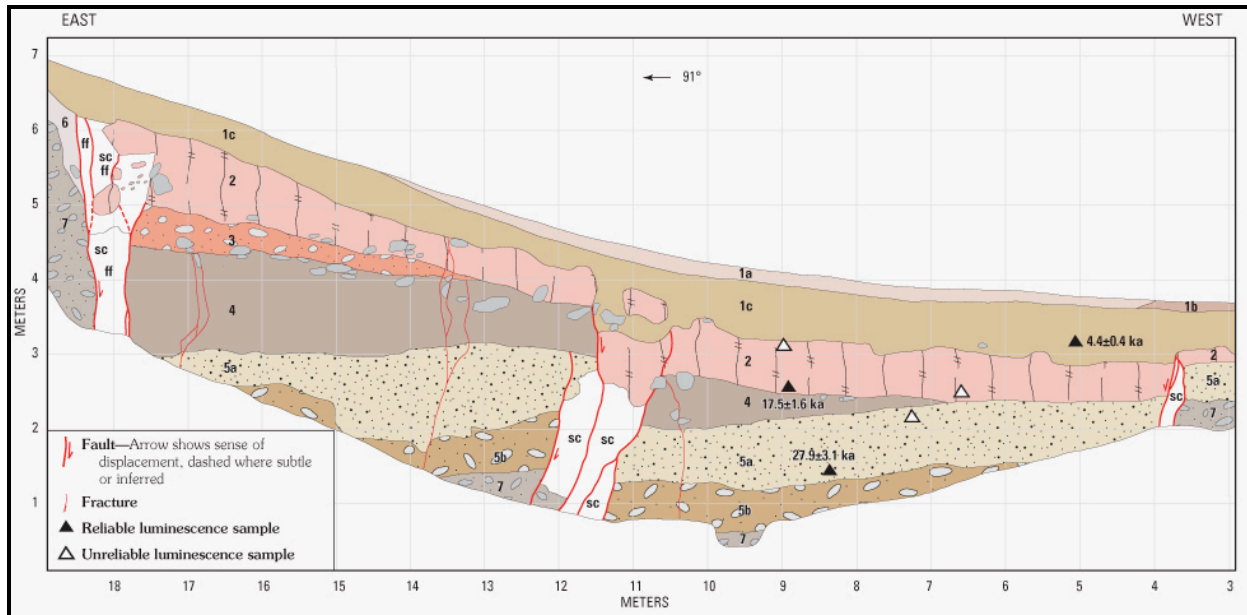 EAST
WEST
7
6
5
4
3
2
1
METERS
91°
6
ff
sc
ff
7
sc
ff
1c
2
3
4
5a
5b
7
sc
sc
sc
1a
1c
1b
2
4
17.5±1.6 ka
4.4±0.4 ka
27.9±3.1 ka
5a
5b
7
2
5a
7
sc
Fault—Arrow shows sense of
displacement, dashed where subtle
or inferred
Fracture
Reliable luminescence sample
Unreliable luminescence sample
18
17
16
15
14
13
12
11
10
9
8
7
6
5
4
3
METERS